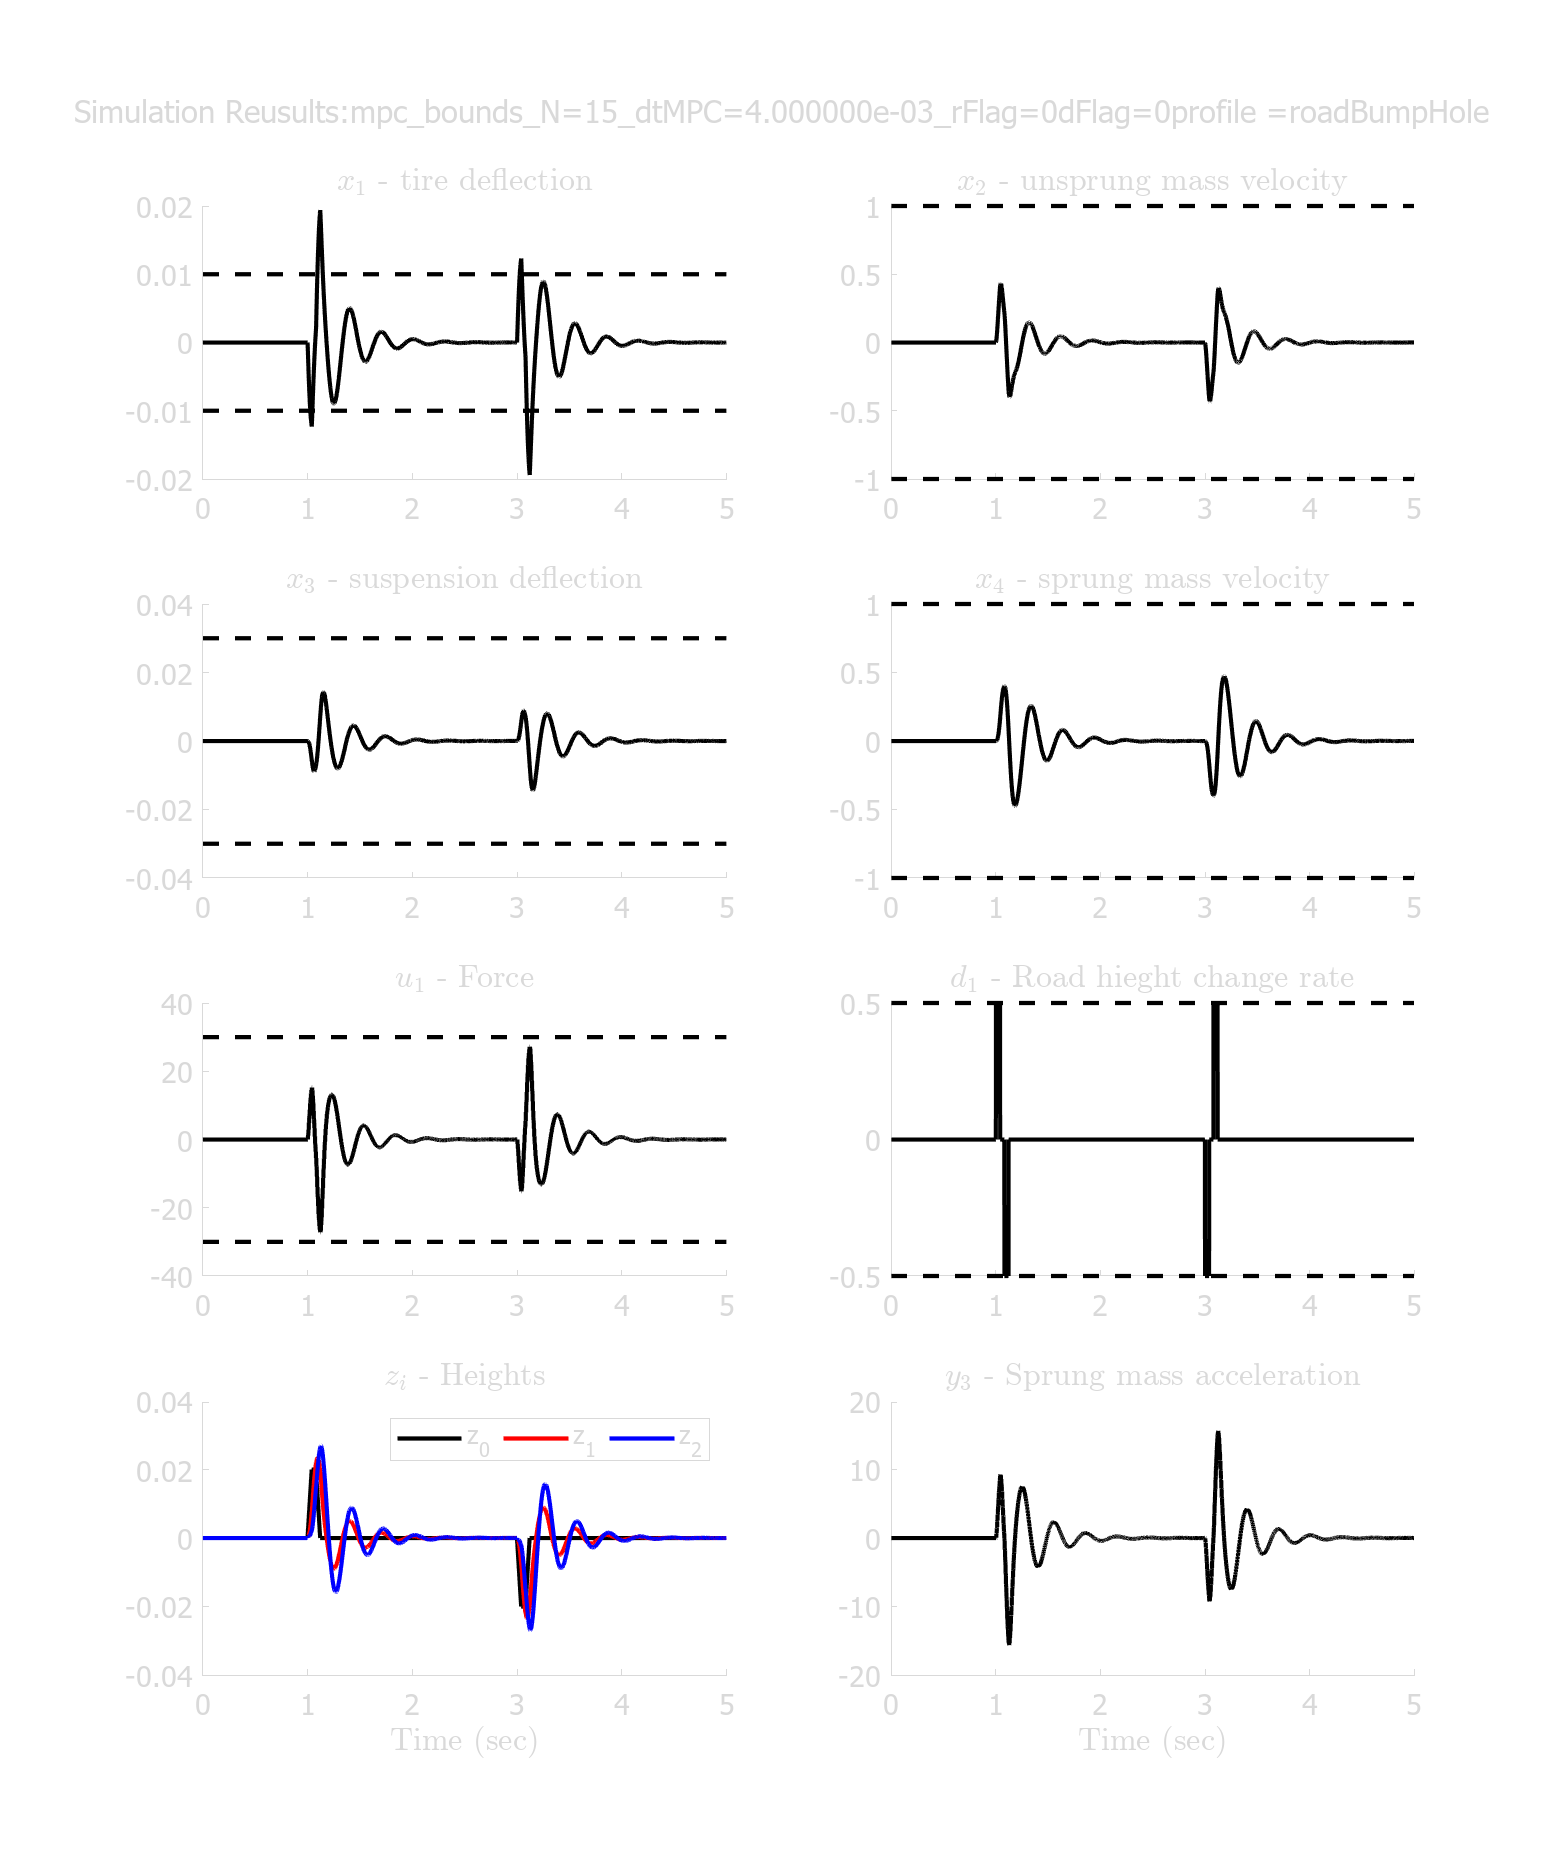 Simulation Reusults:mpc_bounds_N=15_dtMPC=4.000000e-03_rFlag=0dFlag=0profile =roadBumpHole
x₁ - tire deflection
0.02
0.01
0
-0.01
-0.02
0 1 2 3 4 5
x₂ - unsprung mass velocity
1
0.5
0
-0.5
-1
0 1 2 3 4 5
x₃ - suspension deflection
0.04
0.02
0
-0.02
-0.04
0 1 2 3 4 5
x₄ - sprung mass velocity
1
0.5
0
-0.5
-1
0 1 2 3 4 5
u₁ - Force
40
20
0
-20
-40
0 1 2 3 4 5
d₁ - Road hieght change rate
0.5
0
-0.5
0 1 2 3 4 5
zᵢ - Heights
0.04
0.02
0
-0.02
-0.04
z₀ z₁ z₂
0 1 2 3 4 5
Time (sec)
y₃ - Sprung mass acceleration
20
10
0
-10
-20
0 1 2 3 4 5
Time (sec)